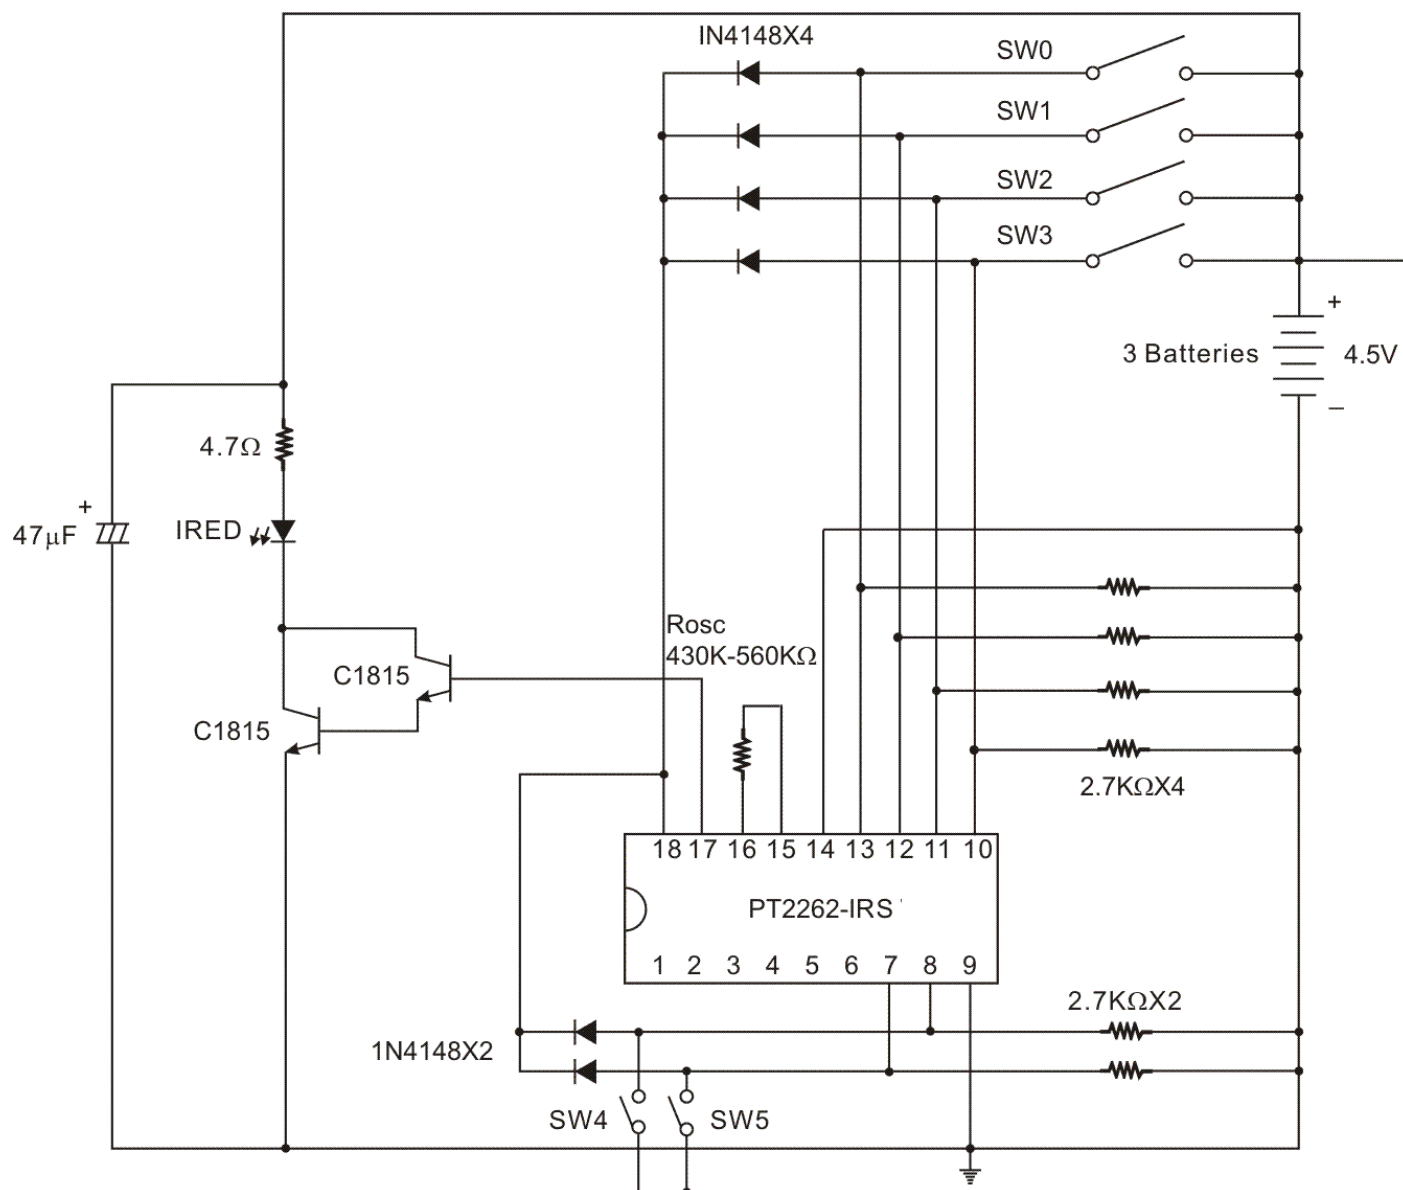 IN4148X4
SW0
SW1
SW2
SW3
+
3 Batteries
4.5V
−
4.7Ω
+
47μF
IRED
C1815
C1815
Rosc
430K-560KΩ
2.7KΩX4
18 17 16 15 14 13 12 11 10
PT2262-IRS
1 2 3 4 5 6 7 8 9
2.7KΩX2
1N4148X2
SW4
SW5